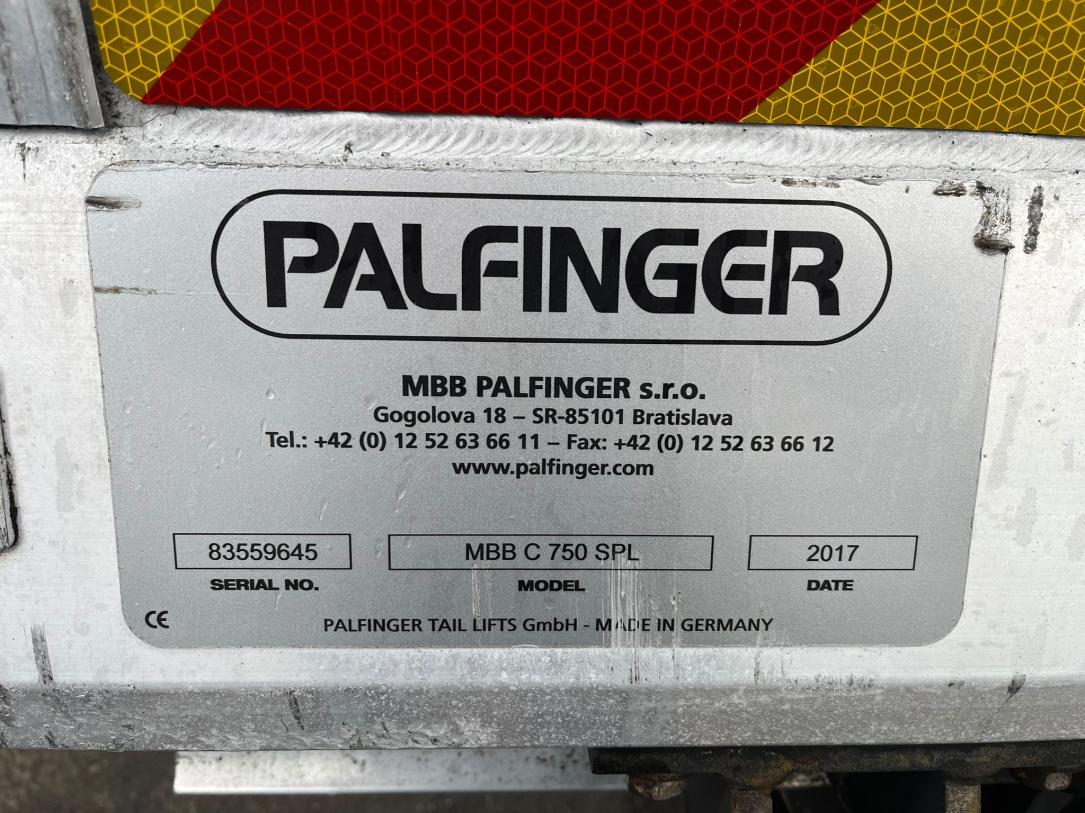 PALFINGER
MBB PALFINGER s.r.o.
Gogolova 18 – SR-85101 Bratislava
Tel.: +42 (0) 12 52 63 66 11 – Fax: +42 (0) 12 52 63 66 12
www.palfinger.com
83559645 MBB C 750 SPL 2017
SERIAL NO. MODEL DATE
CE
PALFINGER TAIL LIFTS GmbH - MADE IN GERMANY